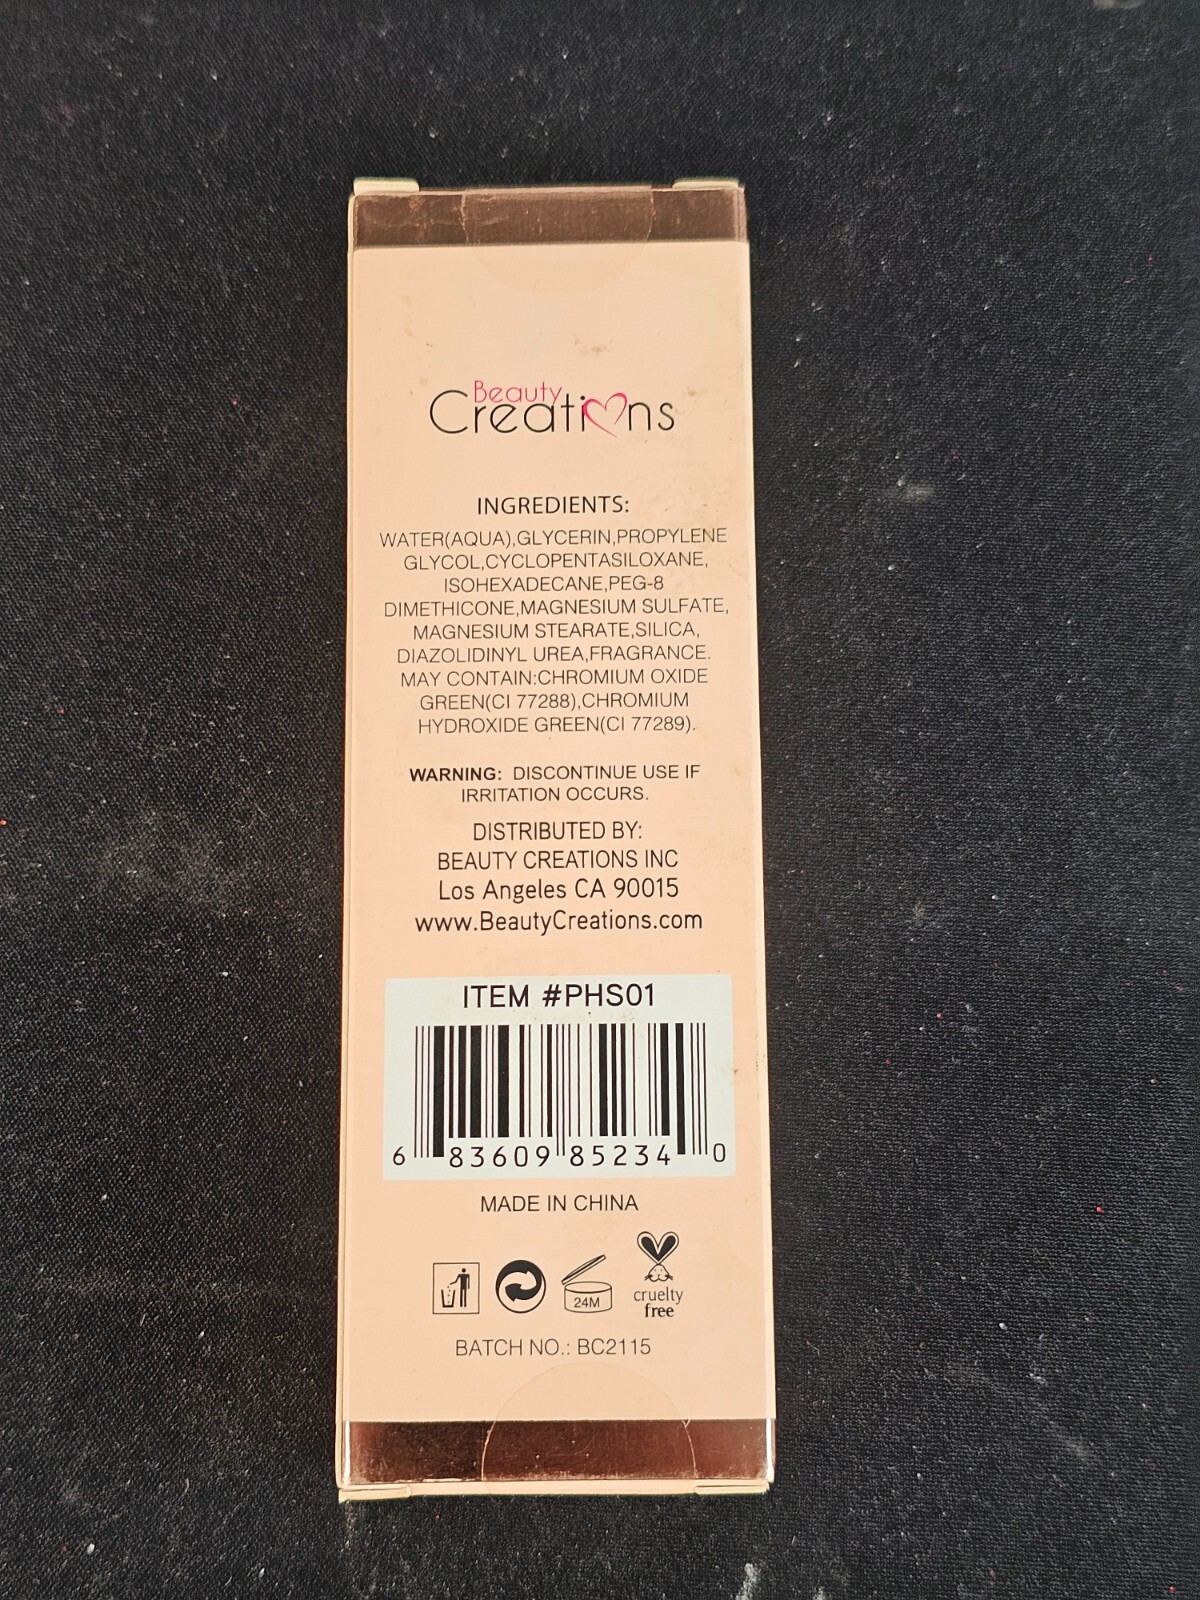 Beauty
Creations
INGREDIENTS:
WATER(AQUA),GLYCERIN,PROPYLENE
GLYCOL,CYCLOPENTASILOXANE,
ISOHEXADECANE,PEG-8
DIMETHICONE,MAGNESIUM SULFATE,
MAGNESIUM STEARATE,SILICA,
DIAZOLIDINYL UREA,FRAGRANCE.
MAY CONTAIN:CHROMIUM OXIDE
GREEN(CI 77288),CHROMIUM
HYDROXIDE GREEN(CI 77289).
WARNING: DISCONTINUE USE IF
IRRITATION OCCURS.
DISTRIBUTED BY:
BEAUTY CREATIONS INC
Los Angeles CA 90015
www.BeautyCreations.com
ITEM #PHS01
6 83609 85234 0
MADE IN CHINA
24M
cruelty
free
BATCH NO.: BC2115